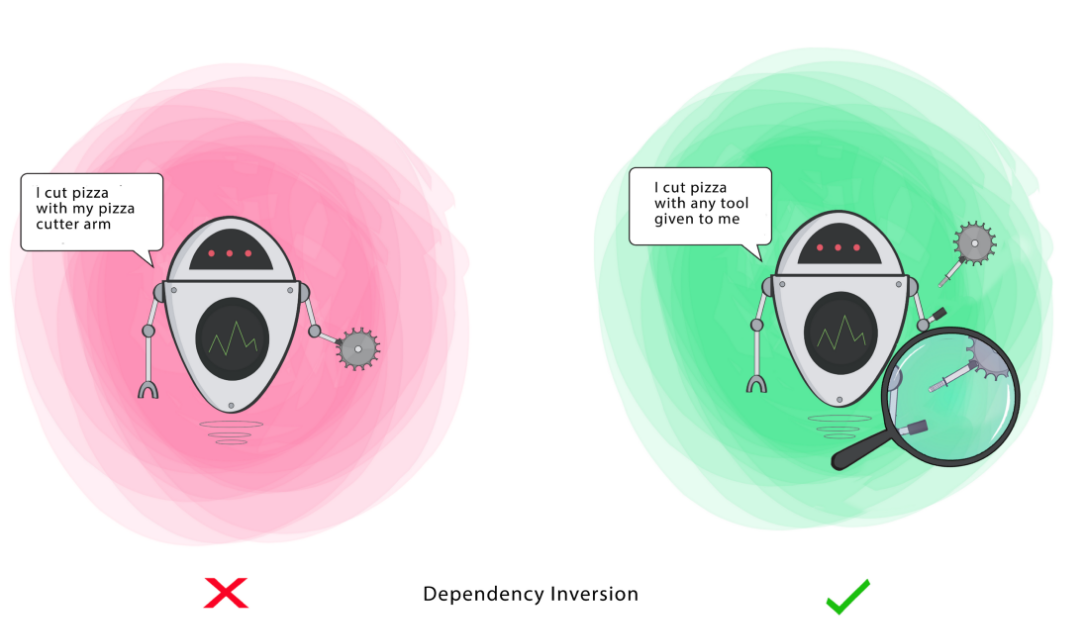 I cut pizza
with my pizza
cutter arm
I cut pizza
with any tool
given to me
Dependency Inversion